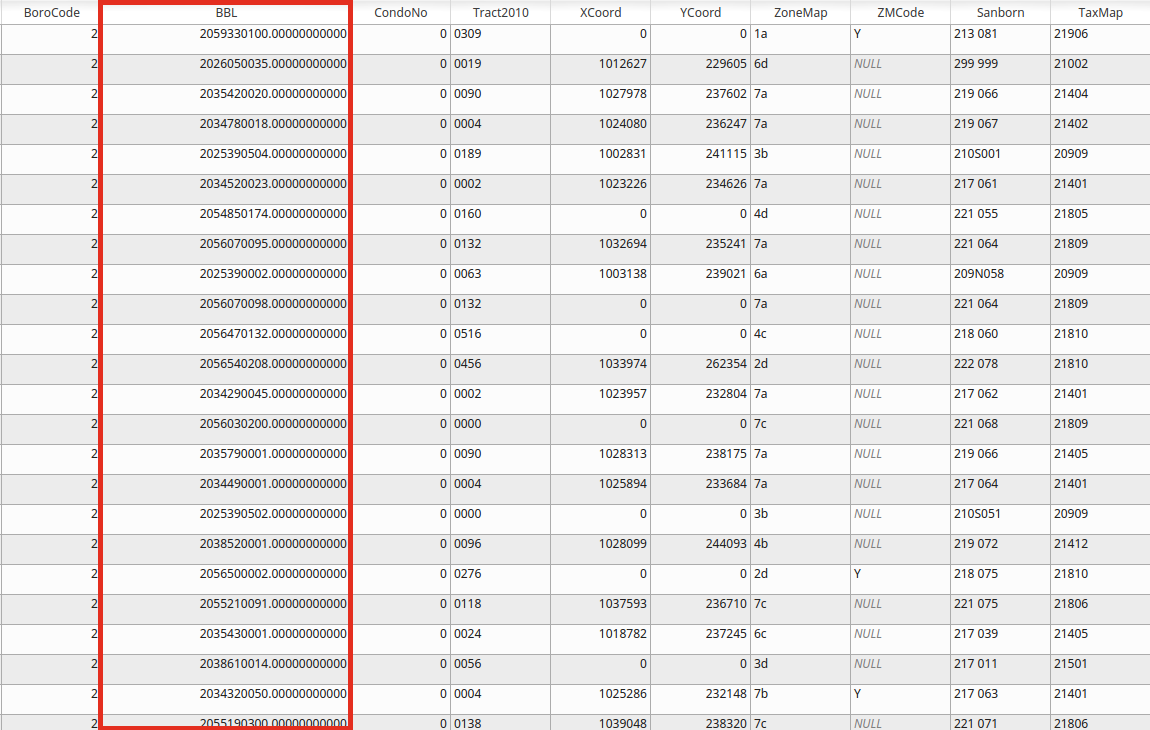 BoroCode BBL CondoNo Tract2010 XCoord YCoord ZoneMap ZMCode Sanborn TaxMap
2 2059330100.00000000000 0 0309 0 0 1a Y 213 081 21906
2 2026050035.00000000000 0 0019 1012627 229605 6d NULL 299 999 21002
2 2035420020.00000000000 0 0090 1027978 237602 7a NULL 219 066 21404
2 2034780018.00000000000 0 0004 1024080 236247 7a NULL 219 067 21402
2 2025390504.00000000000 0 0189 1002831 241115 3b NULL 210S001 20909
2 2034520023.00000000000 0 0002 1023226 234626 7a NULL 217 061 21401
2 2054850174.00000000000 0 0160 0 0 4d NULL 221 055 21805
2 2056070095.00000000000 0 0132 1032694 235241 7a NULL 221 064 21809
2 2025390002.00000000000 0 0063 1003138 239021 6a NULL 209N058 20909
2 2056070098.00000000000 0 0132 0 0 7a NULL 221 064 21809
2 2056470132.00000000000 0 0516 0 0 4c NULL 218 060 21810
2 2056540208.00000000000 0 0456 1033974 262354 2d NULL 222 078 21810
2 2034290045.00000000000 0 0002 1023957 232804 7a NULL 217 062 21401
2 2056030200.00000000000 0 0000 0 0 7c NULL 221 068 21809
2 2035790001.00000000000 0 0090 1028313 238175 7a NULL 219 066 21405
2 2034490001.00000000000 0 0004 1025894 233684 7a NULL 217 064 21401
2 2025390502.00000000000 0 0000 0 0 3b NULL 210S051 20909
2 2038520001.00000000000 0 0096 1028099 244093 4b NULL 219 072 21412
2 2056500002.00000000000 0 0276 0 0 2d Y 218 075 21810
2 2055210091.00000000000 0 0118 1037593 236710 7c NULL 221 075 21806
2 2035430001.00000000000 0 0024 1018782 237245 6c NULL 217 039 21405
2 2038610014.00000000000 0 0056 0 0 3d NULL 217 011 21501
2 2034320050.00000000000 0 0004 1025286 232148 7b Y 217 063 21401
2 2055190300.00000000000 0 0138 1039048 238320 7c NULL 221 071 21806